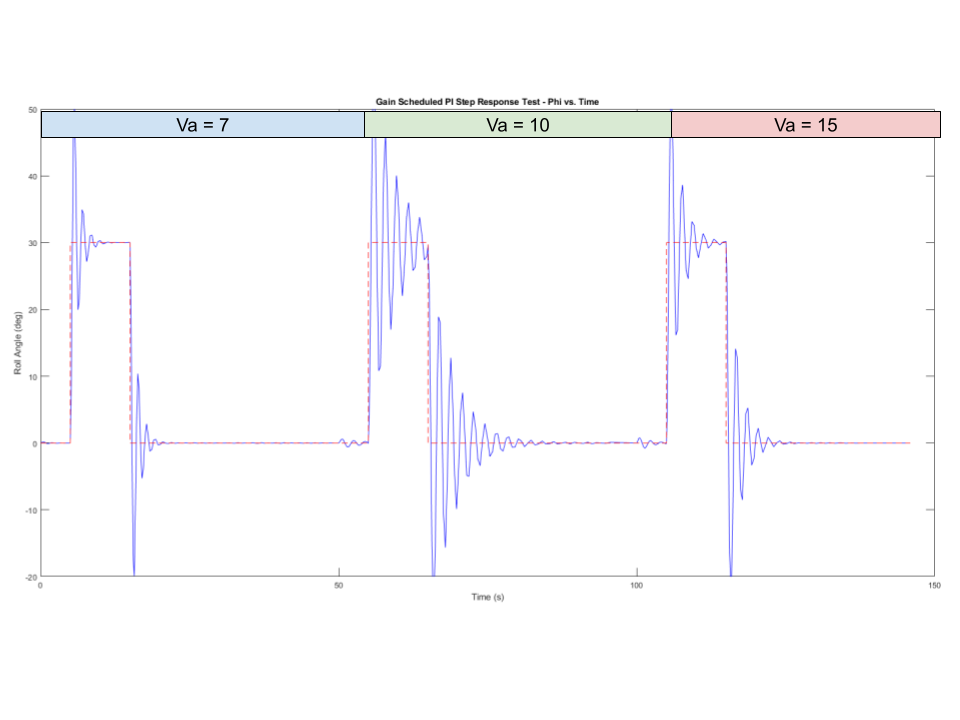 Gain Scheduled PI Step Response Test - Phi vs. Time
Va = 7
Va = 10
Va = 15
50
40
30
20
10
0
-10
-20
Roll Angle (deg)
0
50
100
150
Time (s)